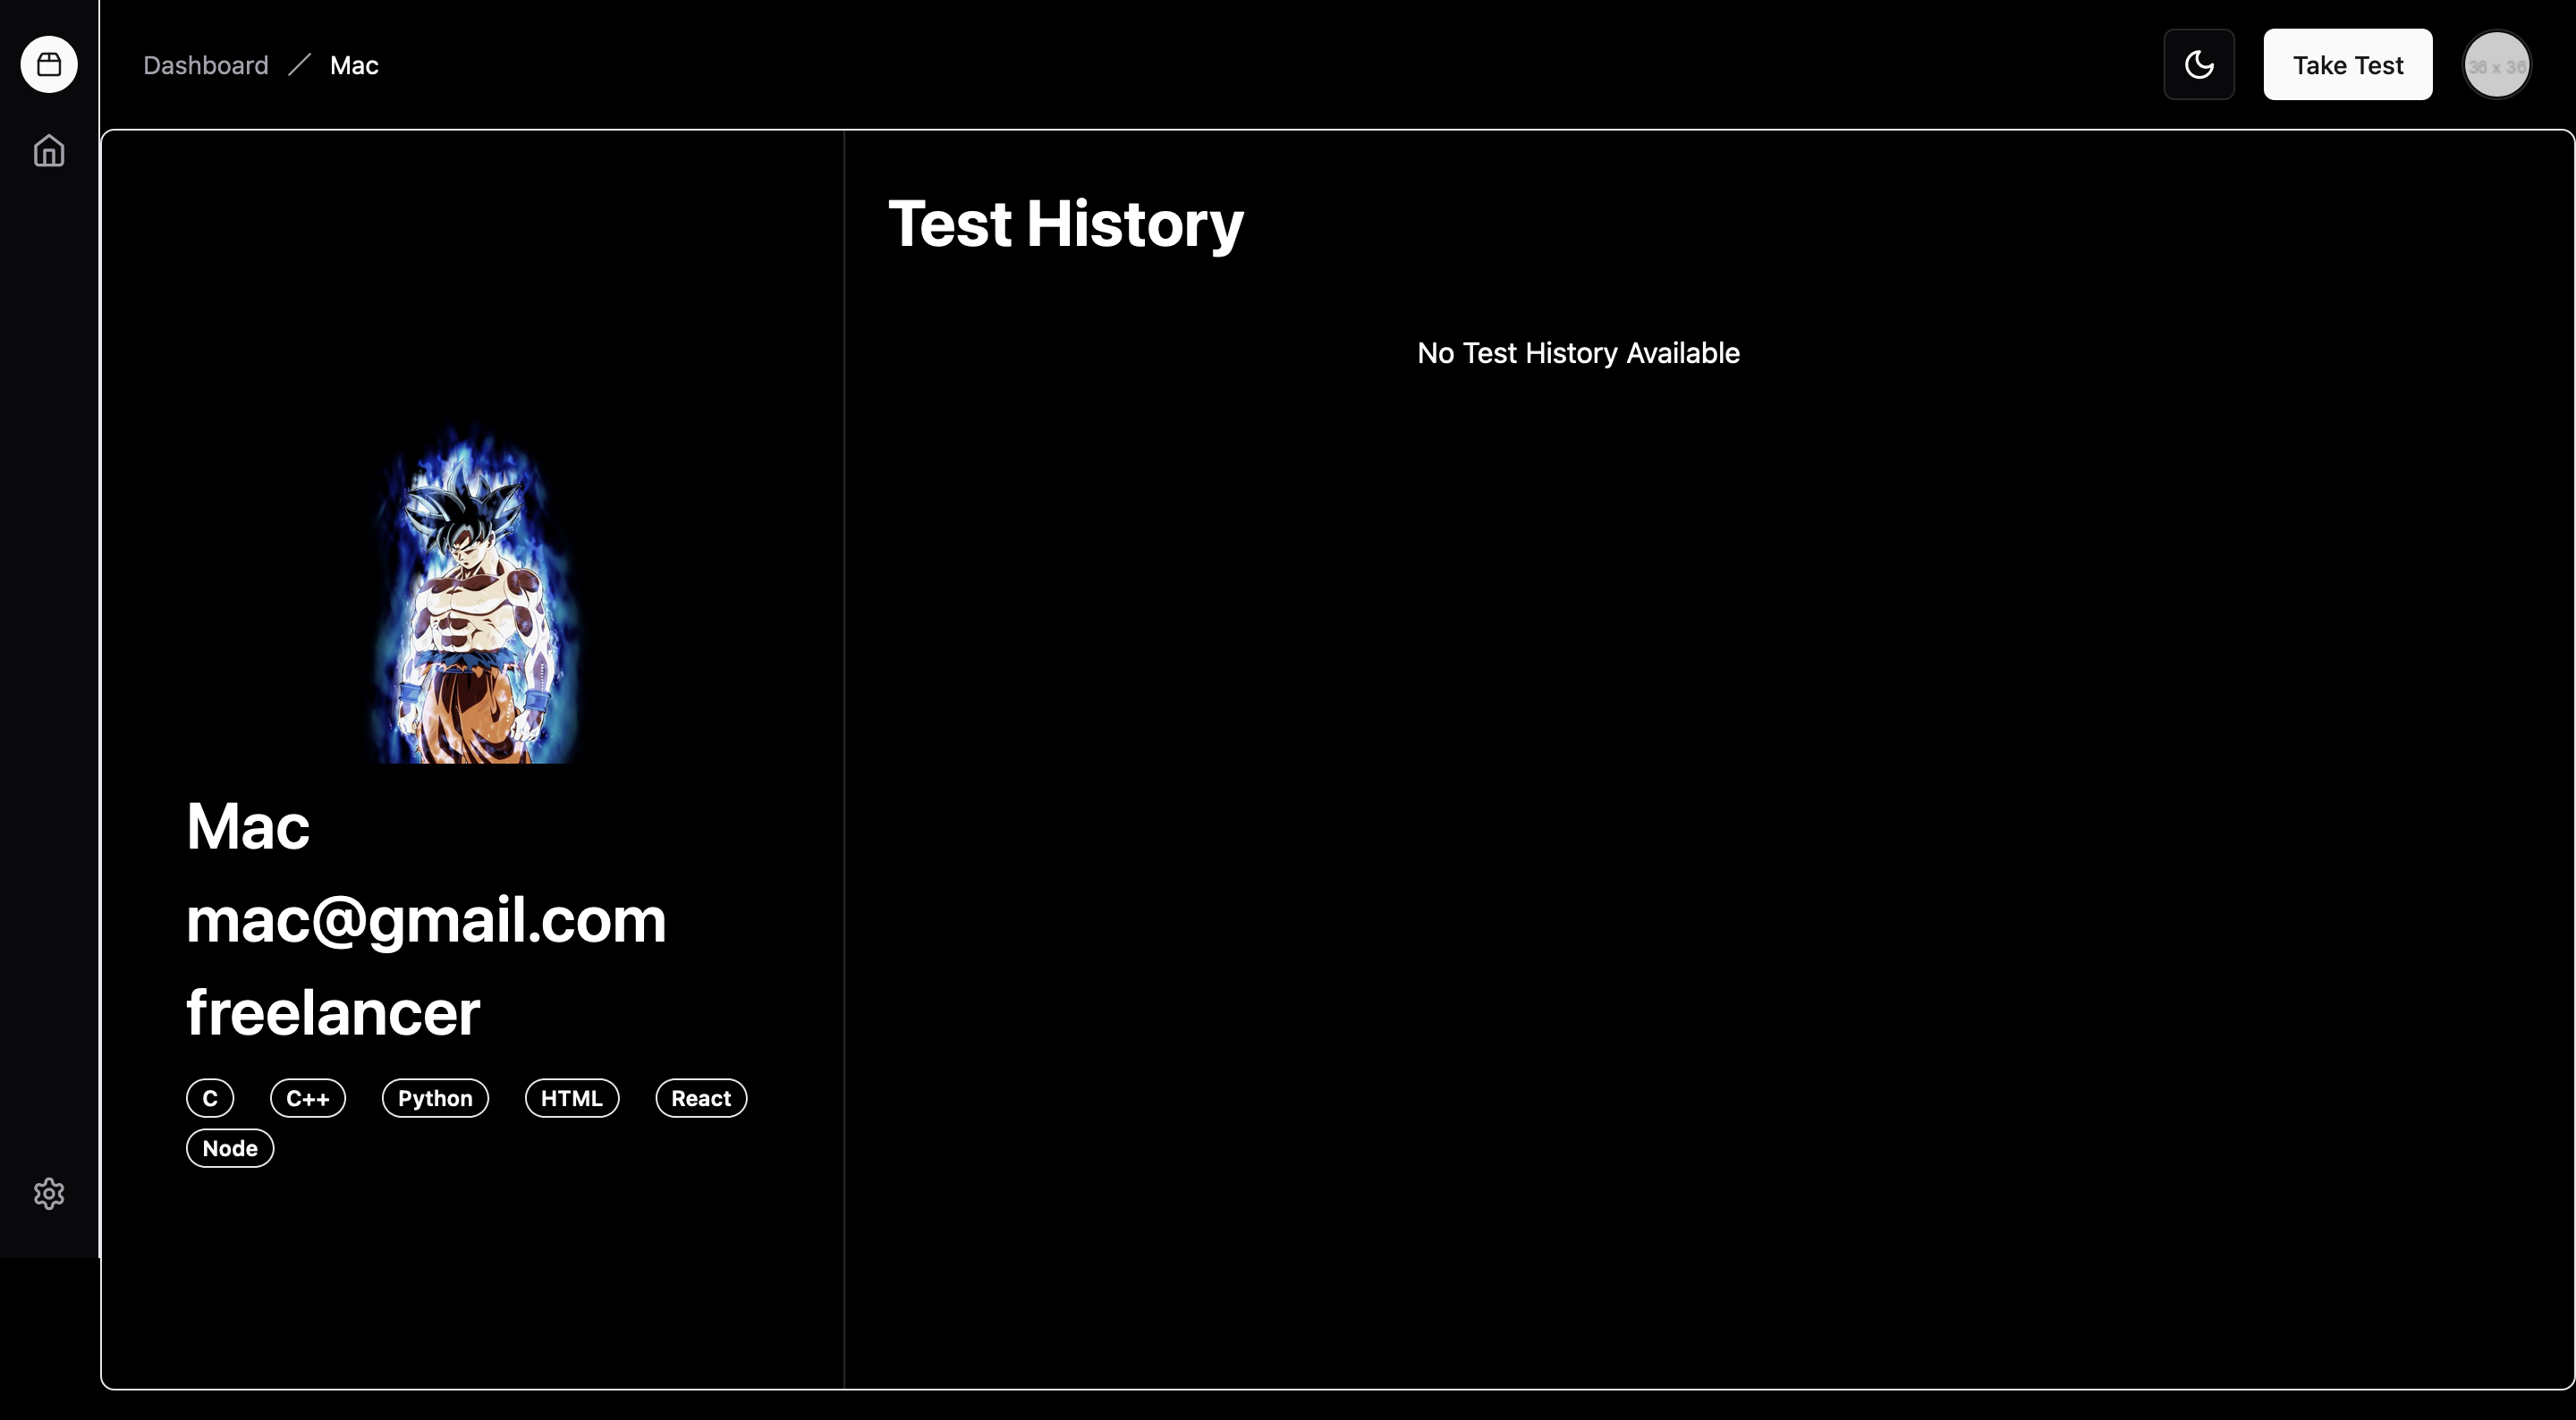 Dashboard / Mac
Take Test
36 x 36
Test History
No Test History Available
Mac
mac@gmail.com
freelancer
C C++ Python HTML React
Node